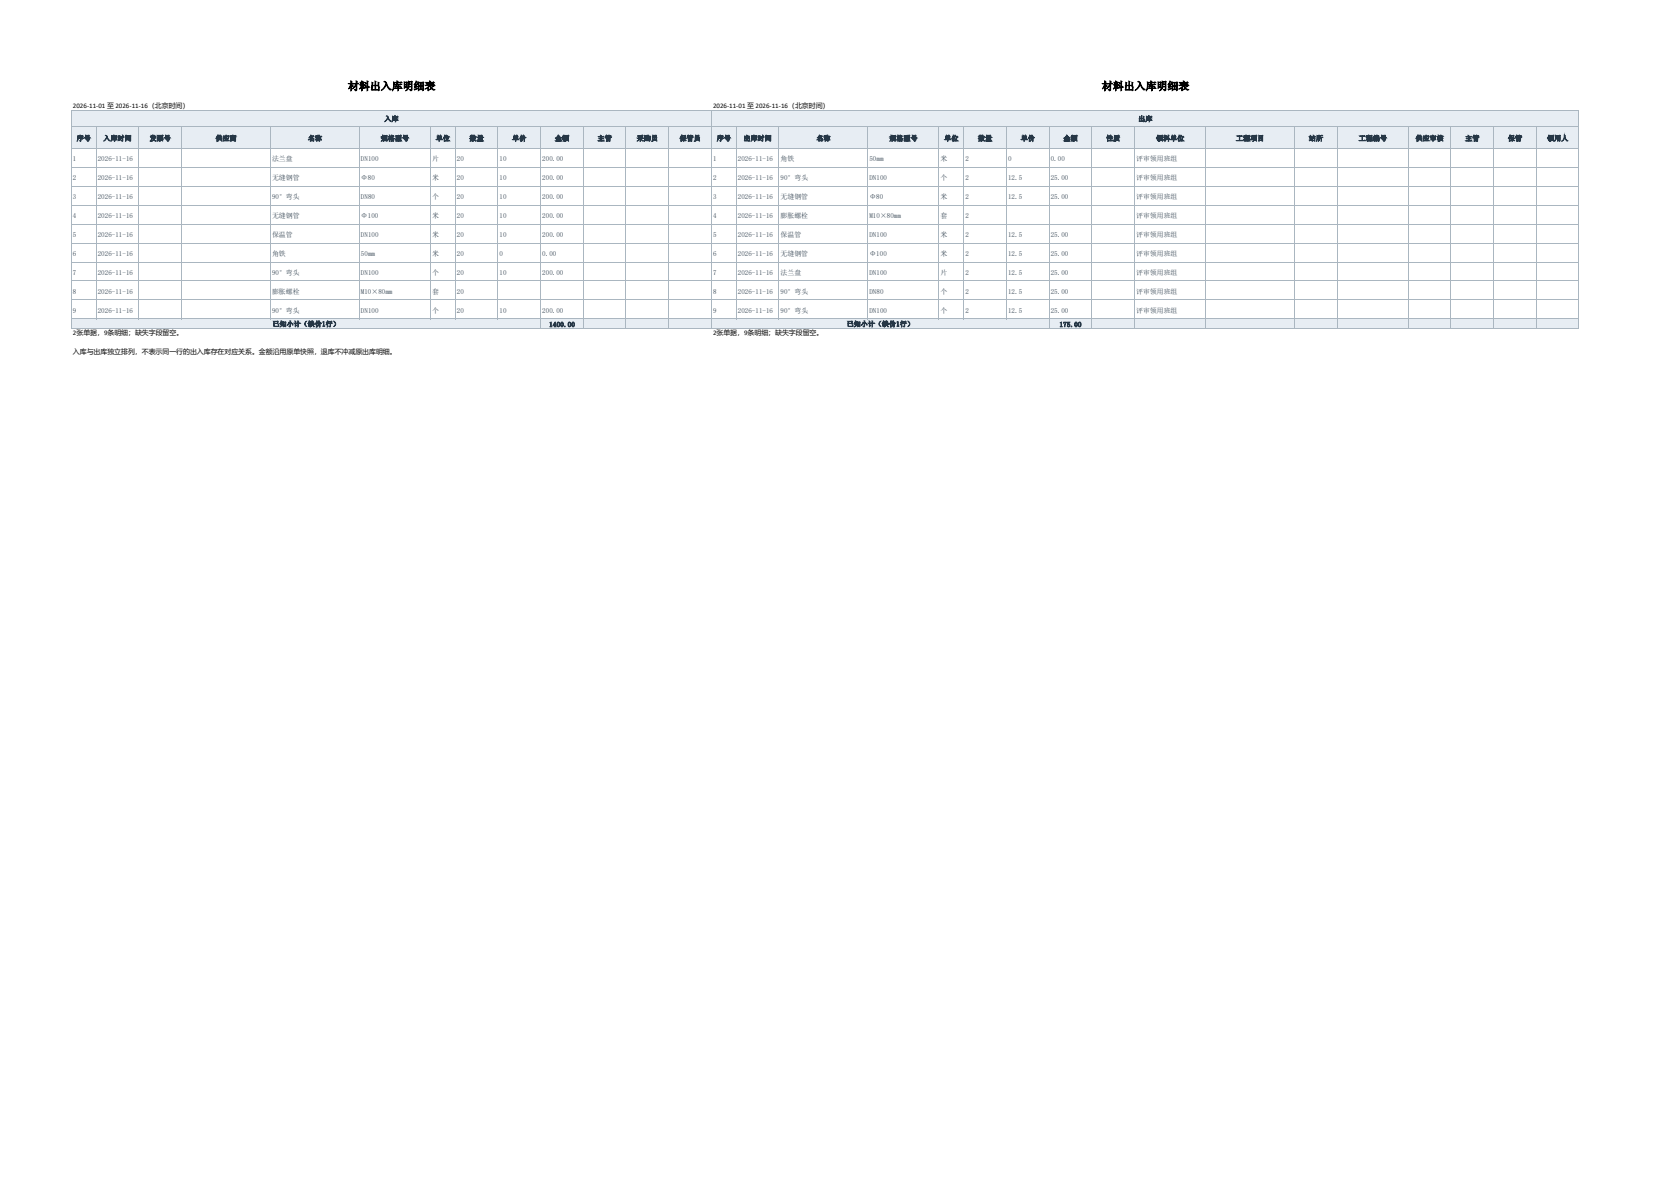 材料出入库明细表 材料出入库明细表
2026-11-01 至 2026-11-16（北京时间） 2026-11-01 至 2026-11-16（北京时间）
入库 出库
序号 入库时间 发票号 供应商 名称 规格型号 单位 数量 单价 金额 主管 采购员 保管员 序号 出库时间 名称 规格型号 单位 数量 单价 金额 性质 领料单位 工程项目 站所 工程编号 供应审核 主管 保管 领用人
1 2026-11-16 法兰盘 DN100 片 20 10 200.00 1 2026-11-16 角铁 50mm 米 2 0 0.00 评审领用班组
2 2026-11-16 无缝钢管 Φ80 米 20 10 200.00 2 2026-11-16 90°弯头 DN100 个 2 12.5 25.00 评审领用班组
3 2026-11-16 90°弯头 DN80 个 20 10 200.00 3 2026-11-16 无缝钢管 Φ80 米 2 12.5 25.00 评审领用班组
4 2026-11-16 无缝钢管 Φ100 米 20 10 200.00 4 2026-11-16 膨胀螺栓 M10×80mm 套 2 评审领用班组
5 2026-11-16 保温管 DN100 米 20 10 200.00 5 2026-11-16 保温管 DN100 米 2 12.5 25.00 评审领用班组
6 2026-11-16 角铁 50mm 米 20 0 0.00 6 2026-11-16 无缝钢管 Φ100 米 2 12.5 25.00 评审领用班组
7 2026-11-16 90°弯头 DN100 个 20 10 200.00 7 2026-11-16 法兰盘 DN100 片 2 12.5 25.00 评审领用班组
8 2026-11-16 膨胀螺栓 M10×80mm 套 20 8 2026-11-16 90°弯头 DN80 个 2 12.5 25.00 评审领用班组
9 2026-11-16 90°弯头 DN100 个 20 10 200.00 9 2026-11-16 90°弯头 DN100 个 2 12.5 25.00 评审领用班组
已知小计（缺价1行） 1400.00 已知小计（缺价1行） 175.00
2张单据，9条明细；缺失字段留空。 2张单据，9条明细；缺失字段留空。
入库与出库独立排列，不表示同一行的出入库存在对应关系。金额沿用原单快照，退库不冲减原出库明细。